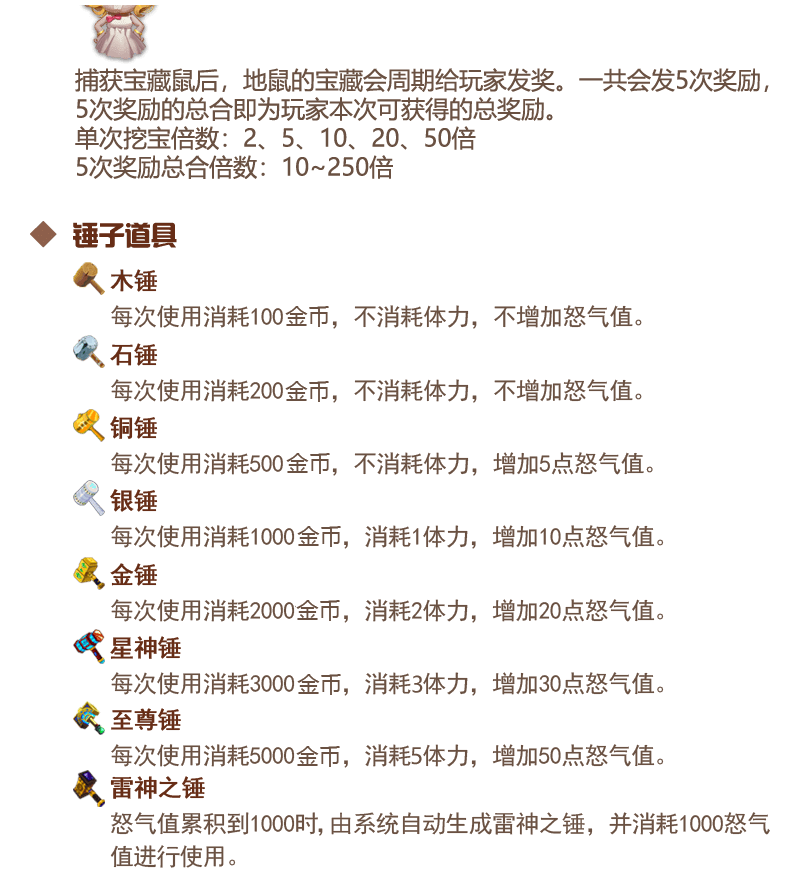 捕获宝藏鼠后，地鼠的宝藏会周期给玩家发奖。一共会发5次奖励，
5次奖励的总合即为玩家本次可获得的总奖励。
单次挖宝倍数：2、5、10、20、50倍
5次奖励总合倍数：10~250倍
锤子道具
木锤
每次使用消耗100金币，不消耗体力，不增加怒气值。
石锤
每次使用消耗200金币，不消耗体力，不增加怒气值。
铜锤
每次使用消耗500金币，不消耗体力，增加5点怒气值。
银锤
每次使用消耗1000金币，消耗1体力，增加10点怒气值。
金锤
每次使用消耗2000金币，消耗2体力，增加20点怒气值。
星神锤
每次使用消耗3000金币，消耗3体力，增加30点怒气值。
至尊锤
每次使用消耗5000金币，消耗5体力，增加50点怒气值。
雷神之锤
怒气值累积到1000时,由系统自动生成雷神之锤，并消耗1000怒气
值进行使用。